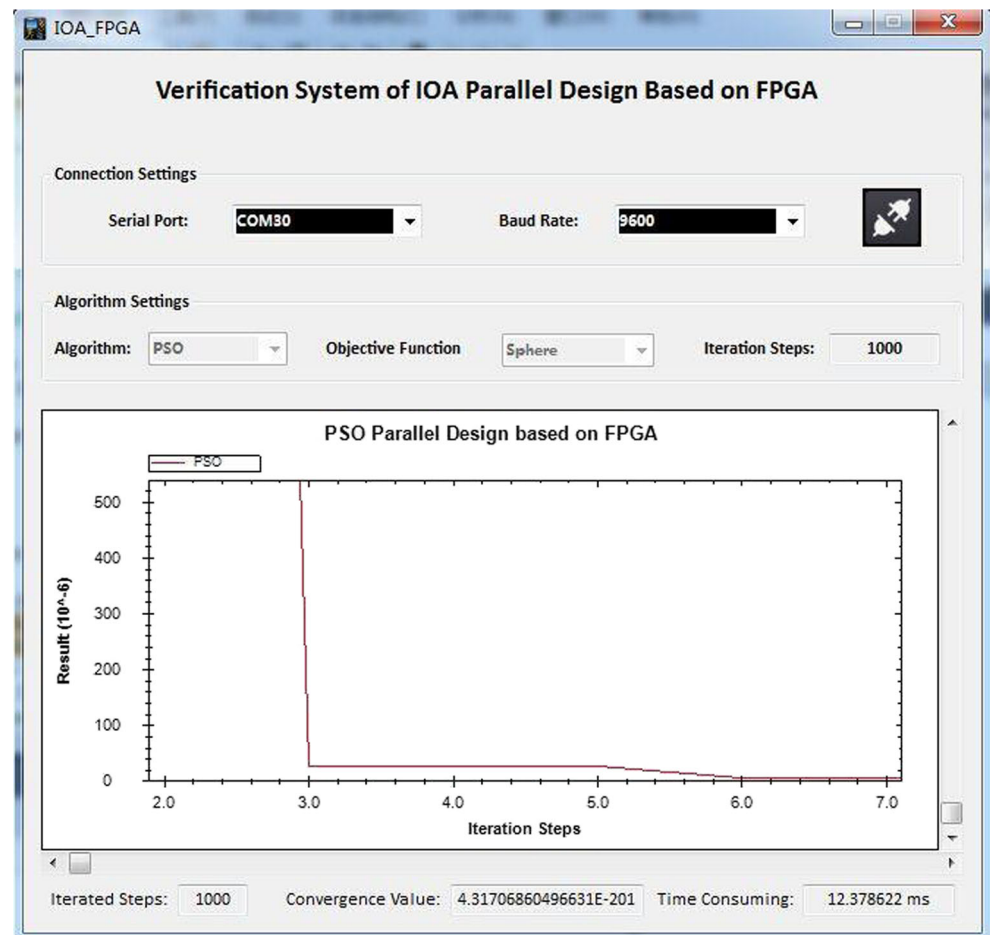 IOA_FPGA
Verification System of IOA Parallel Design Based on FPGA
Connection Settings
Serial Port: COM30 Baud Rate: 9600
Algorithm Settings
Algorithm: PSO Objective Function Sphere Iteration Steps: 1000
PSO Parallel Design based on FPGA
PSO
500
400
300
200
100
0
Result (10^-6)
2.0 3.0 4.0 5.0 6.0 7.0
Iteration Steps
Iterated Steps: 1000 Convergence Value: 4.31706860496631E-201 Time Consuming: 12.378622 ms